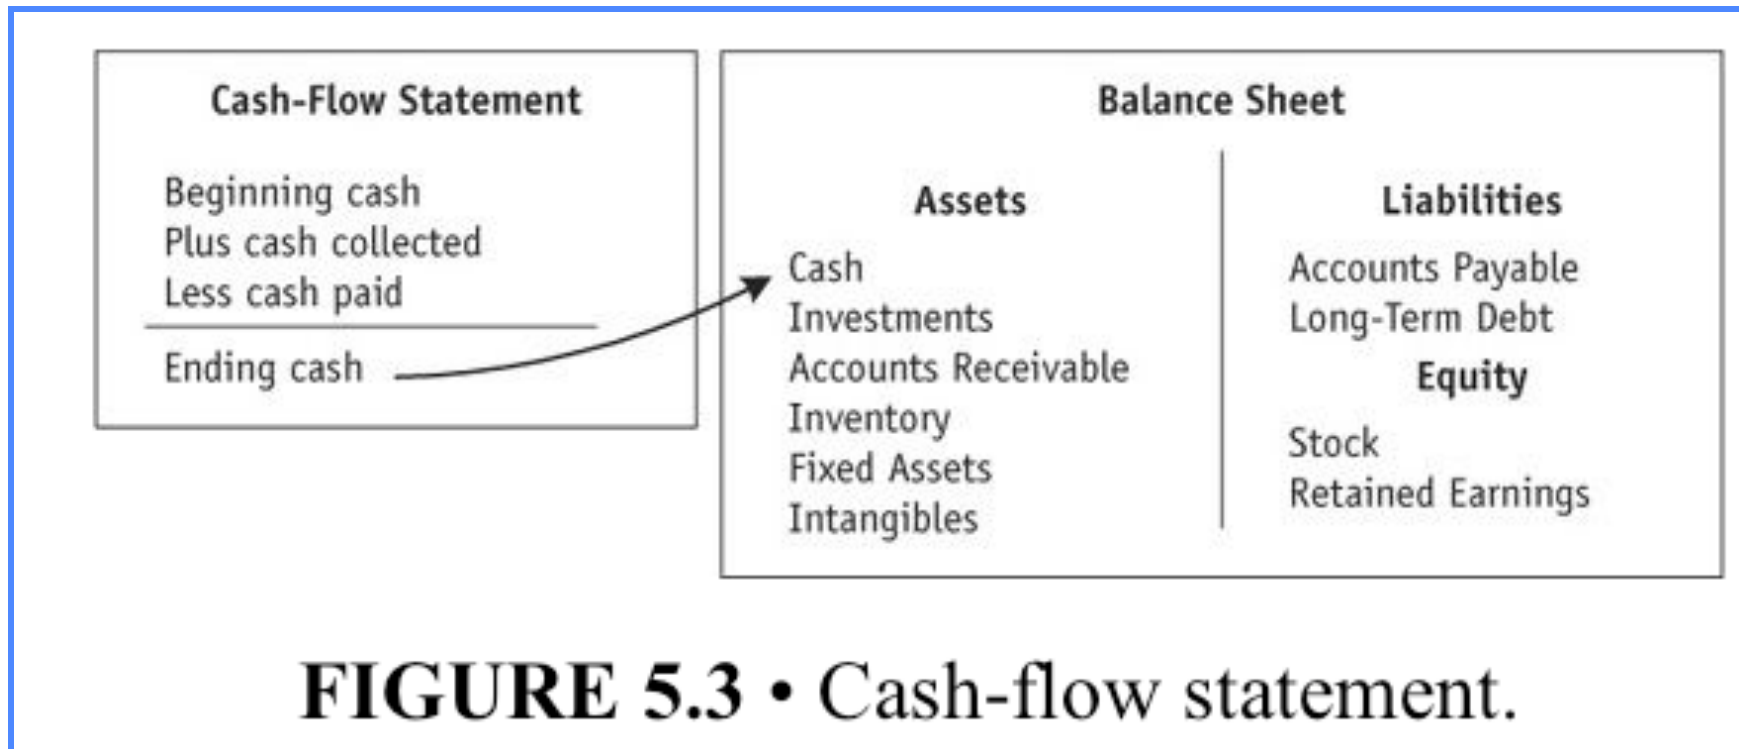 Cash-Flow Statement
Beginning cash
Plus cash collected
Less cash paid
Ending cash
Balance Sheet
Assets
Cash
Investments
Accounts Receivable
Inventory
Fixed Assets
Intangibles
Liabilities
Accounts Payable
Long-Term Debt
Equity
Stock
Retained Earnings
FIGURE 5.3 • Cash-flow statement.